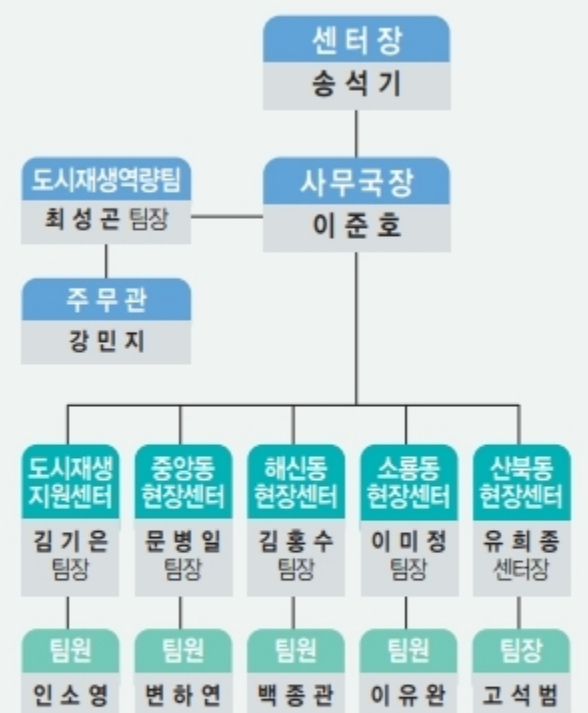 센터장
송석기
도시재생역량팀
최성곤 팀장
사무국장
이준호
주무관
강민지
도시재생
지원센터
김기은
팀장
중앙동
현장센터
문병일
팀장
해신동
현장센터
김홍수
팀장
소룡동
현장센터
이미정
팀장
산북동
현장센터
유희종
센터장
팀원
인소영
팀원
변하연
팀원
백종관
팀원
이유완
팀장
고석범